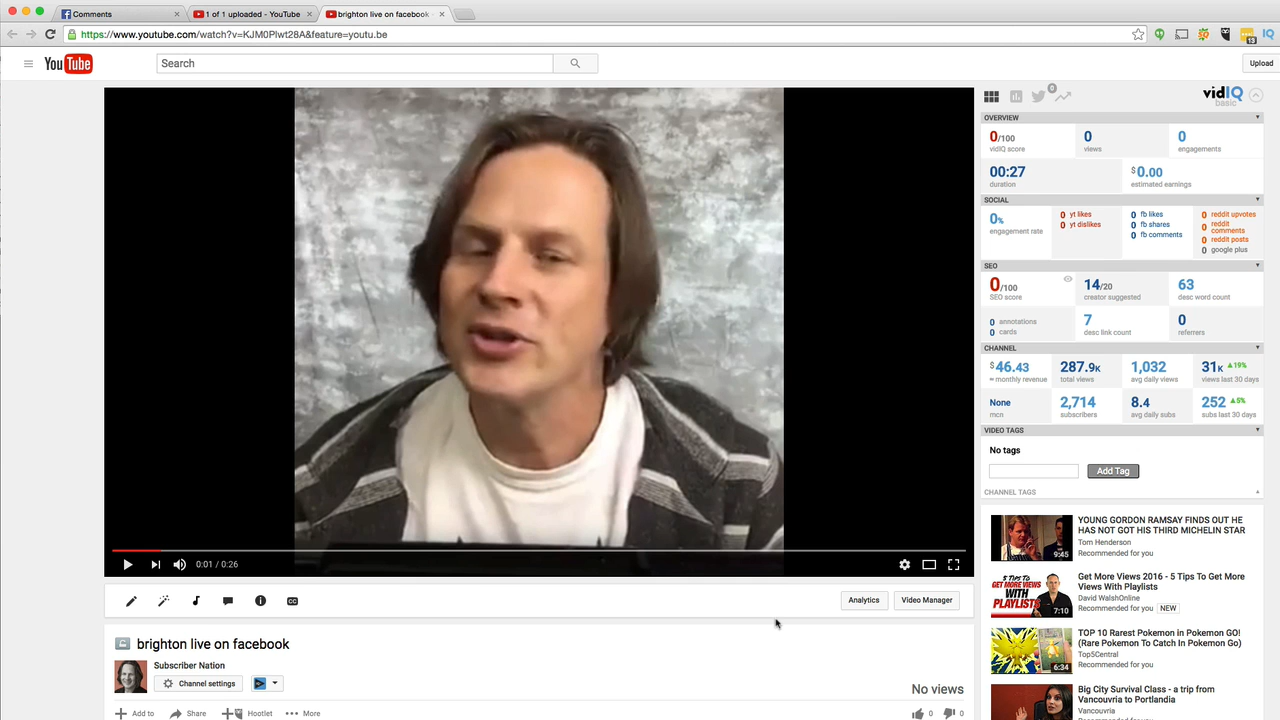 Comments
1 of 1 uploaded - YouTube
brighton live on facebook
https://www.youtube.com/watch?v=KJM0Plwt28A&feature=youtu.be
13
YouTube
Search
Upload
0
vidIQ
basic
OVERVIEW
0/100
vidIQ score
0
views
0
engagements
00:27
duration
$0.00
estimated earnings
SOCIAL
0%
engagement rate
0 yt likes
0 yt dislikes
0 fb likes
0 fb shares
0 fb comments
0 reddit upvotes
0 reddit comments
0 reddit posts
0 google plus
SEO
0/100
SEO score
14/20
creator suggested
63
desc word count
0 annotations
0 cards
7
desc link count
0
referrers
CHANNEL
$46.43
≈ monthly revenue
287.9K
total views
1,032
avg daily views
31K ▲19%
views last 30 days
None
mcn
2,714
subscribers
8.4
avg daily subs
252 ▲5%
subs last 30 days
VIDEO TAGS
No tags
Add Tag
CHANNEL TAGS
0:01 / 0:26
CC
Analytics
Video Manager
brighton live on facebook
Subscriber Nation
Channel settings
No views
Add to
Share
Hootlet
More
0
0
9:45
YOUNG GORDON RAMSAY FINDS OUT HE
HAS NOT GOT HIS THIRD MICHELIN STAR
Tom Henderson
Recommended for you
5 TIPS TO
GET MORE
VIEWS
WITH
PLAYLISTS
7:10
Get More Views 2016 - 5 Tips To Get More
Views With Playlists
David WalshOnline
Recommended for you NEW
6:34
TOP 10 Rarest Pokemon in Pokemon GO!
(Rare Pokemon To Catch In Pokemon Go)
Top5Central
Recommended for you
Big City Survival Class - a trip from
Vancouvria to Portlandia
Vancouvria